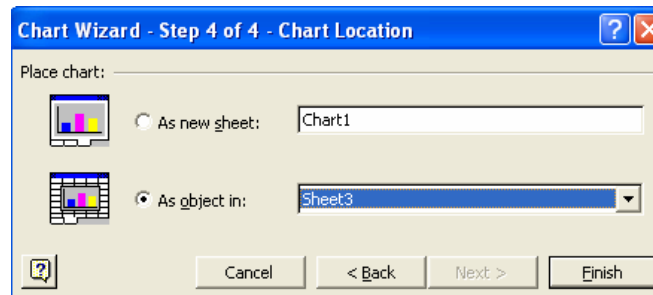 Chart Wizard - Step 4 of 4 - Chart Location
Place chart:
As new sheet: Chart1
As object in: Sheet3
Cancel < Back Next > Finish